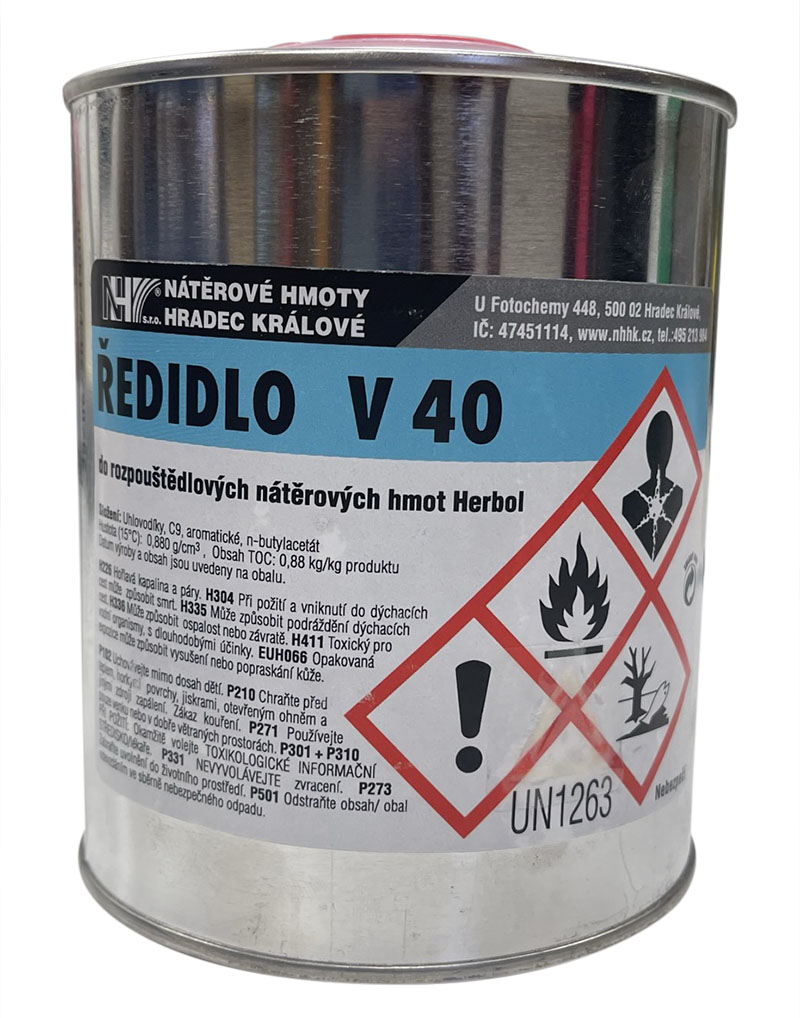 NHř® s.r.o.
NÁTĚROVÉ HMOTY
HRADEC KRÁLOVÉ
U Fotochemy 448, 500 02 Hradec Králové,
IČ: 47451114, www.nhhk.cz, tel.:495 213 984
ŘEDIDLO V 40
do rozpouštědlových nátěrových hmot Herbol
Složení: Uhlovodíky, C9, aromatické, n-butylacetát
Hustota (15°C): 0,880 g/cm³, Obsah TOC: 0,88 kg/kg produktu
Datum výroby a obsah jsou uvedeny na obalu.
H226 Hořlavá kapalina a páry. H304 Při požití a vniknutí do dýchacích
cest může způsobit smrt. H335 Může způsobit podráždění dýchacích
cest. H336 Může způsobit ospalost nebo závratě. H411 Toxický pro
vodní organismy, s dlouhodobými účinky. EUH066 Opakovaná
expozice může způsobit vysušení nebo popraskání kůže.
P102 Uchovávejte mimo dosah dětí. P210 Chraňte před
teplem, horkými povrchy, jiskrami, otevřeným ohněm a
jinými zdroji zapálení. Zákaz kouření. P271 Používejte
pouze venku nebo v dobře větraných prostorách. P301 + P310
PŘI POŽITÍ: Okamžitě volejte TOXIKOLOGICKÉ INFORMAČNÍ
STŘEDISKO/lékaře. P331 NEVYVOLÁVEJTE zvracení. P273
Zabraňte uvolnění do životního prostředí. P501 Odstraňte obsah/ obal
ve sběrně nebezpečného odpadu.
UN1263